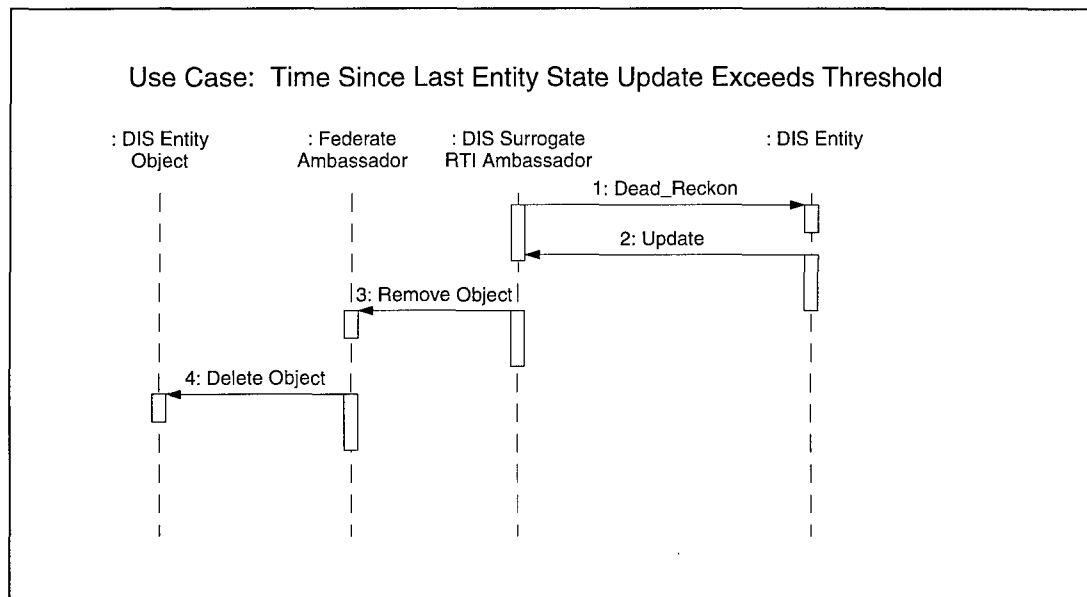 Use Case: Time Since Last Entity State Update Exceeds Threshold
: DIS Entity
Object
: Federate
Ambassador
: DIS Surrogate
RTI Ambassador
: DIS Entity
1: Dead_Reckon
2: Update
3: Remove Object
4: Delete Object